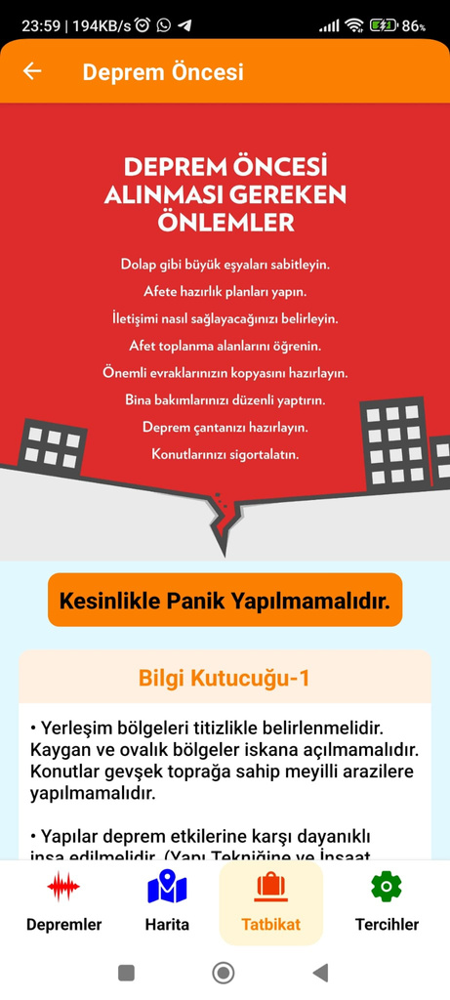 23:59 | 194KB/s 86%
Deprem Öncesi
DEPREM ÖNCESİ
ALINMASI GEREKEN
ÖNLEMLER
Dolap gibi büyük eşyaları sabitleyin.
Afete hazırlık planları yapın.
İletişimi nasıl sağlayacağınızı belirleyin.
Afet toplanma alanlarını öğrenin.
Önemli evraklarınızın kopyasını hazırlayın.
Bina bakımlarınızı düzenli yaptırın.
Deprem çantanızı hazırlayın.
Konutlarınızı sigortalatın.
Kesinlikle Panik Yapılmamalıdır.
Bilgi Kutucuğu-1
• Yerleşim bölgeleri titizlikle belirlenmelidir.
Kaygan ve ovalık bölgeler iskana açılmamalıdır.
Konutlar gevşek toprağa sahip meyilli arazilere
yapılmamalıdır.
• Yapılar deprem etkilerine karşı dayanıklı
inşa edilmelidir. (Yapı Tekniğine ve İnşaat
Depremler
Harita
Tatbikat
Tercihler